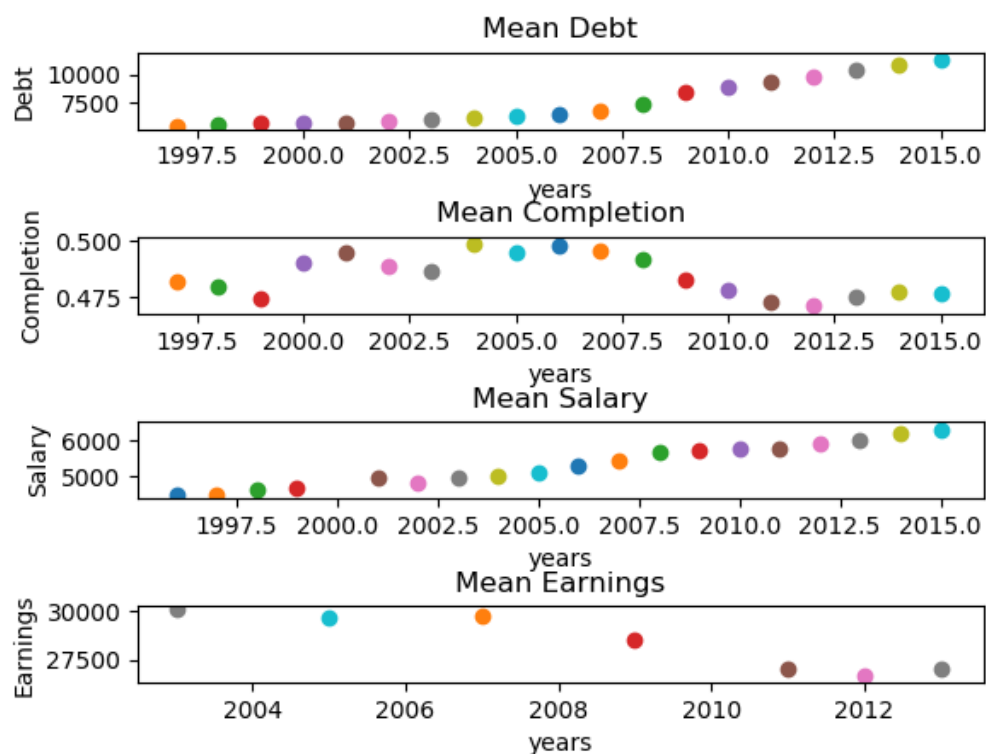 Mean Debt
Debt
10000
7500
1997.5 2000.0 2002.5 2005.0 2007.5 2010.0 2012.5 2015.0
years
Mean Completion
Completion
0.500
0.475
1997.5 2000.0 2002.5 2005.0 2007.5 2010.0 2012.5 2015.0
years
Mean Salary
Salary
6000
5000
1997.5 2000.0 2002.5 2005.0 2007.5 2010.0 2012.5 2015.0
years
Mean Earnings
Earnings
30000
27500
2004 2006 2008 2010 2012
years